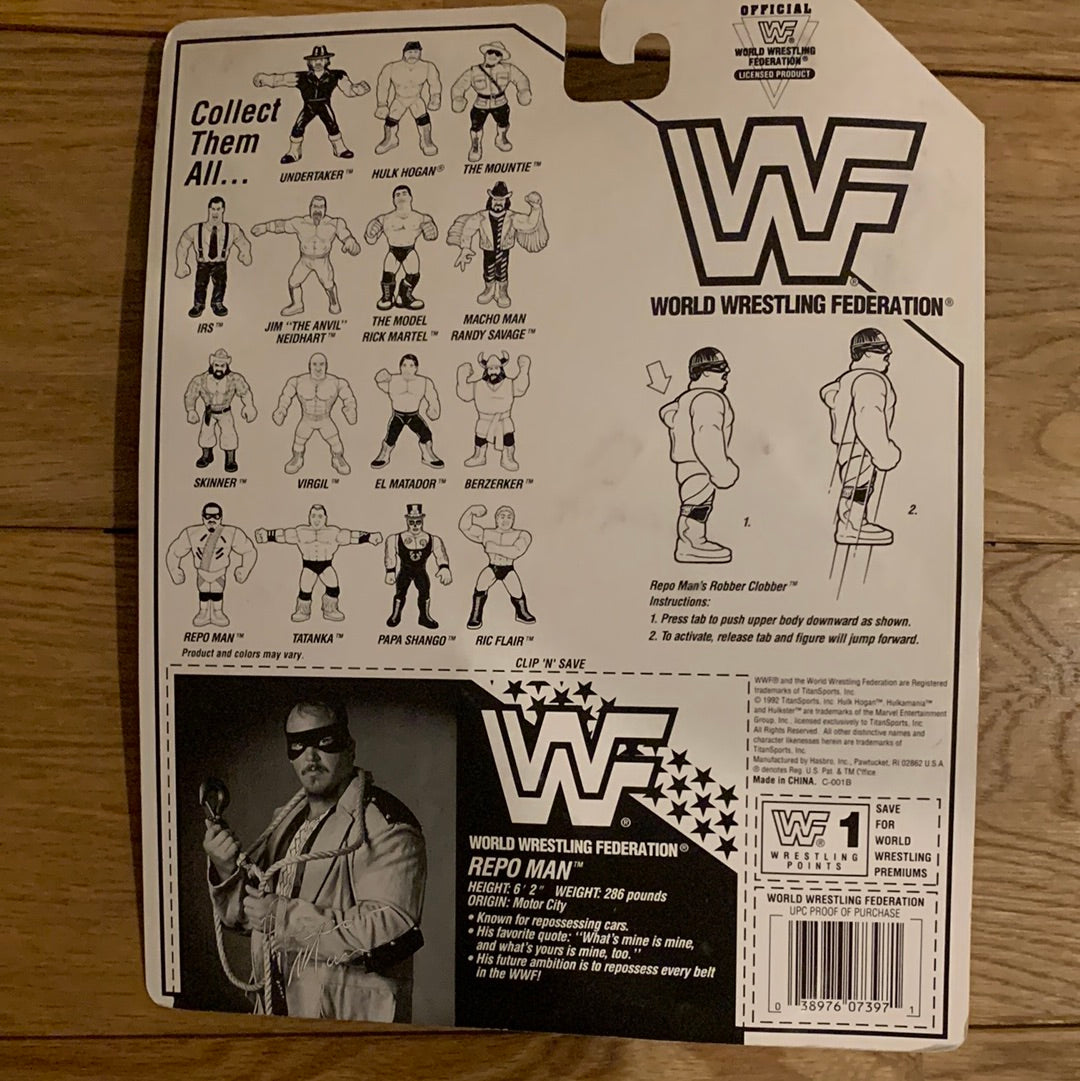 OFFICIAL
WF®
WORLD WRESTLING
FEDERATION®
LICENSED PRODUCT
Collect
Them
All...
UNDERTAKER™
HULK HOGAN®
THE MOUNTIE™
WF®
WORLD WRESTLING FEDERATION®
IRS™
JIM "THE ANVIL"
NEIDHART™
THE MODEL
RICK MARTEL™
MACHO MAN
RANDY SAVAGE™
SKINNER™
VIRGIL™
EL MATADOR™
BERZERKER™
REPO MAN™
TATANKA™
PAPA SHANGO™
RIC FLAIR™
Product and colors may vary.
1.
2.
Repo Man's Robber Clobber™
Instructions:
1. Press tab to push upper body downward as shown.
2. To activate, release tab and figure will jump forward.
CLIP 'N' SAVE
WF®
WORLD WRESTLING FEDERATION®
REPO MAN™
HEIGHT: 6' 2" WEIGHT: 286 pounds
ORIGIN: Motor City
• Known for repossessing cars.
• His favorite quote: "What's mine is mine,
and what's yours is mine, too."
• His future ambition is to repossess every belt
in the WWF!
WWF® and the World Wrestling Federation are Registered
trademarks of TitanSports, Inc.
© 1992 TitanSports, Inc. Hulk Hogan™, Hulkamania™
and Hulkster™ are trademarks of the Marvel Entertainment
Group, Inc., licensed exclusively to TitanSports, Inc.
All Rights Reserved. All other distinctive names and
character likenesses herein are trademarks of
TitanSports, Inc.
Manufactured by Hasbro, Inc., Pawtucket, RI 02862 U.S.A.
® denotes Reg. U.S. Pat. & TM Office
Made in CHINA. C-001B
WF® 1
WRESTLING
POINTS
SAVE
FOR
WORLD
WRESTLING
PREMIUMS
WORLD WRESTLING FEDERATION
UPC PROOF OF PURCHASE
0 38976 07397 1